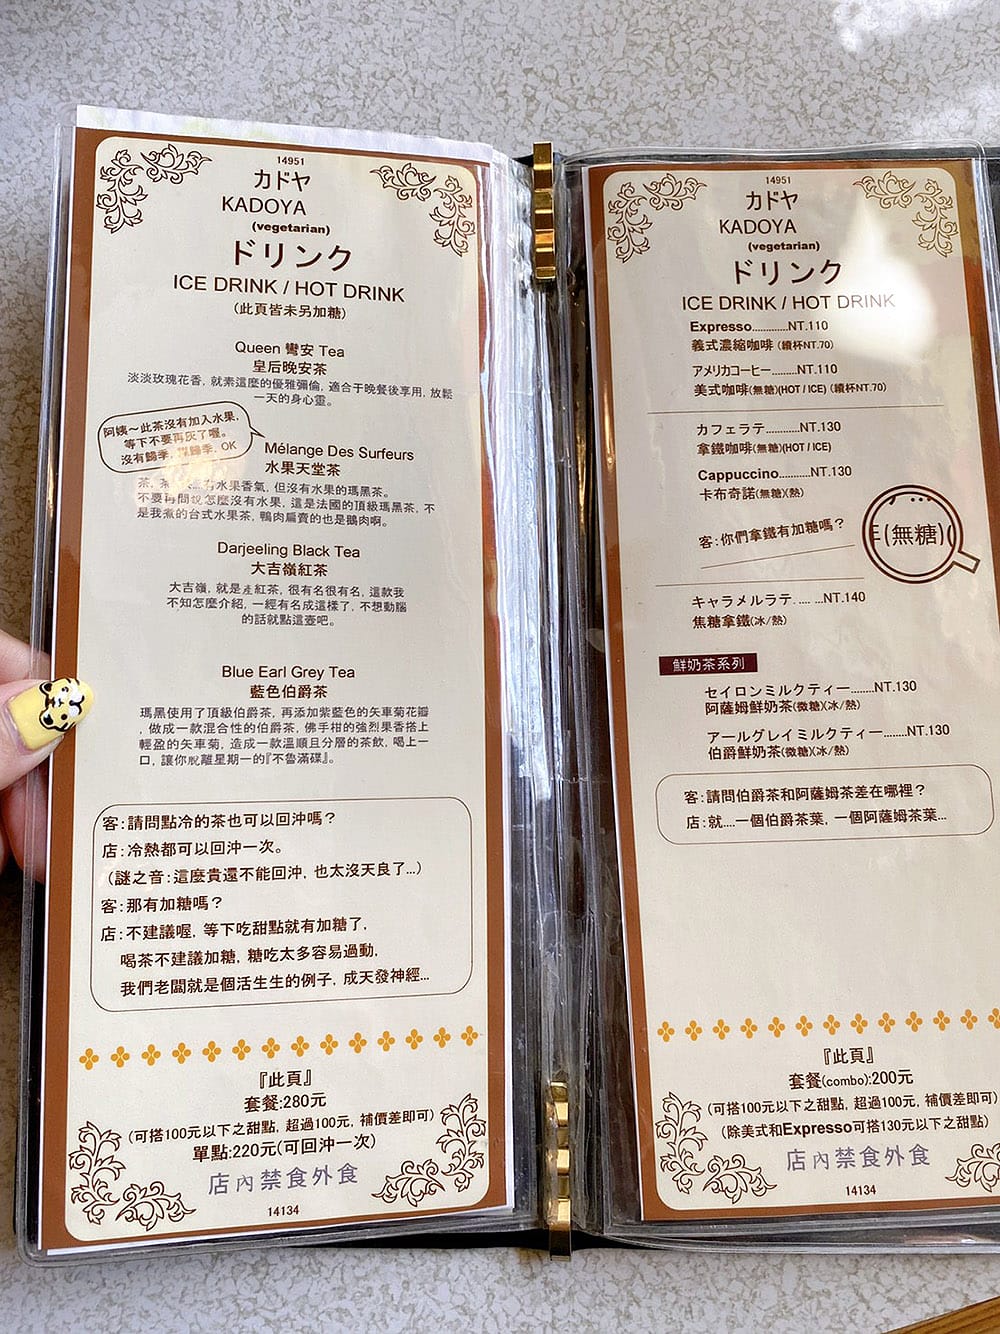 14951
カドヤ
KADOYA
(vegetarian)
ドリンク
ICE DRINK / HOT DRINK
(此頁皆未另加糖)
Queen 彎安 Tea
皇后晚安茶
淡淡玫瑰花香, 就素這麼的優雅彌倫, 適合于晚餐後享用, 放鬆
一天的身心靈。
阿姨～此茶沒有加入水果,
等下不要再灰了喔。
沒有歸季, OK
Mélange Des Surfeurs
水果天堂茶
有水果香氣, 但沒有水果的瑪黑茶。
不要再問說怎麼沒有水果, 這是法國的頂級瑪黑茶, 不
是我煮的台式水果茶, 鴨肉扁賣的也是鵝肉啊。
Darjeeling Black Tea
大吉嶺紅茶
大吉嶺, 就是產紅茶, 很有名很有名, 這款我
不知怎麼介紹, 一經有名成這樣了, 不想動腦
的話就點這壺吧。
Blue Earl Grey Tea
藍色伯爵茶
瑪黑使用了頂級伯爵茶, 再添加紫藍色的矢車菊花瓣
, 做成一款混合性的伯爵茶, 佛手柑的強烈果香搭上
輕盈的矢車菊, 造成一款溫順且分層的茶飲, 喝上一
口, 讓你脫離星期一的『不魯滿碟』。
客:請問點冷的茶也可以回沖嗎？
店:冷熱都可以回沖一次。
（謎之音:這麼貴還不能回沖, 也太沒天良了...）
客:那有加糖嗎？
店:不建議喔, 等下吃甜點就有加糖了,
喝茶不建議加糖, 糖吃太多容易過動,
我們老闆就是個活生生的例子, 成天發神經...
『此頁』
套餐:280元
(可搭100元以下之甜點, 超過100元, 補價差即可)
單點:220元(可回沖一次)
店內禁食外食
14134
14951
カドヤ
KADOYA
(vegetarian)
ドリンク
ICE DRINK / HOT DRINK
Expresso............NT.110
義式濃縮咖啡 (續杯NT.70)
アメリカコーヒー.........NT.110
美式咖啡(無糖)(HOT / ICE) (續杯NT.70)
カフェラテ............NT.130
拿鐵咖啡(無糖)(HOT / ICE)
Cappuccino...........NT.130
卡布奇諾(無糖)(熱)
客:你們拿鐵有加糖嗎？
(無糖)(
キャラメルラテ. .... ...NT.140
焦糖拿鐵(冰/熱)
鮮奶茶系列
セイロンミルクティー........NT.130
阿薩姆鮮奶茶(微糖)(冰/熱)
アールグレイミルクティー........NT.130
伯爵鮮奶茶(微糖)(冰/熱)
客:請問伯爵茶和阿薩姆茶差在哪裡？
店:就....一個伯爵茶葉, 一個阿薩姆茶葉...
『此頁』
套餐(combo):200元
(可搭100元以下之甜點, 超過100元, 補價差即可)
(除美式和Expresso可搭130元以下之甜點)
店內禁食外食
14134